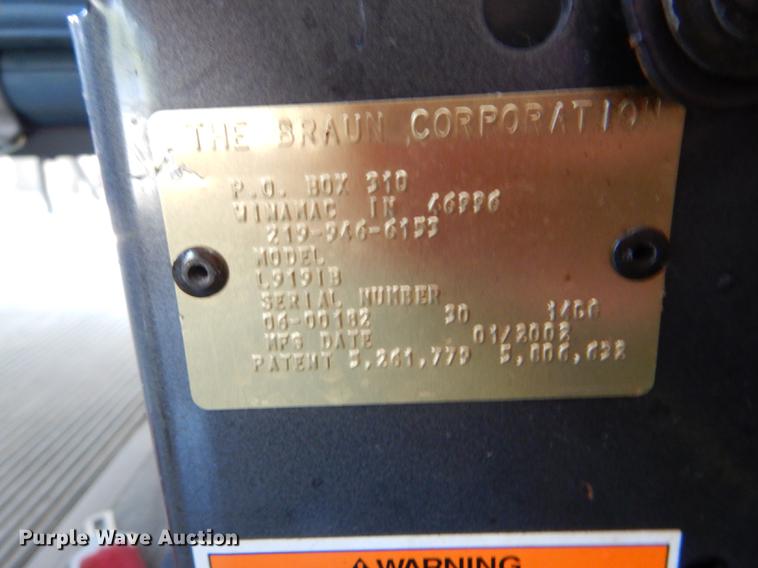 THE BRAUN CORPORATION
P.O. BOX 310
WINAMAC IN 46996
219-946-6153
MODEL
L919IB
SERIAL NUMBER
06-00182 30
MFG DATE 01/2002
PATENT 5,261,779 5,806,632
WARNING
Purple Wave Auction